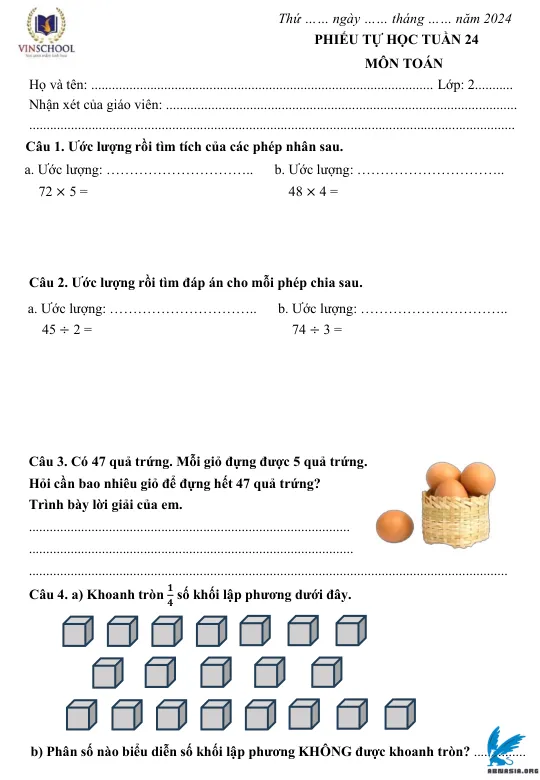 Thứ …… ngày …… tháng …… năm 2024
VINSCHOOL
PHIẾU TỰ HỌC TUẦN 24
MÔN TOÁN
Họ và tên: .................................................................................................. Lớp: 2...........
Nhận xét của giáo viên: .....................................................................................................
............................................................................................................................................
Câu 1. Ước lượng rồi tìm tích của các phép nhân sau.
a. Ước lượng: ………………………….. b. Ước lượng: …………………………..
72 × 5 = 48 × 4 =
Câu 2. Ước lượng rồi tìm đáp án cho mỗi phép chia sau.
a. Ước lượng: ………………………….. b. Ước lượng: …………………………..
45 ÷ 2 = 74 ÷ 3 =
Câu 3. Có 47 quả trứng. Mỗi giỏ đựng được 5 quả trứng.
Hỏi cần bao nhiêu giỏ để đựng hết 47 quả trứng?
Trình bày lời giải của em.
............................................................................................
.............................................................................................
..........................................................................................................................................
Câu 4. a) Khoanh tròn 1/4 số khối lập phương dưới đây.
b) Phân số nào biểu diễn số khối lập phương KHÔNG được khoanh tròn? ...............
ABMASIA.ORG